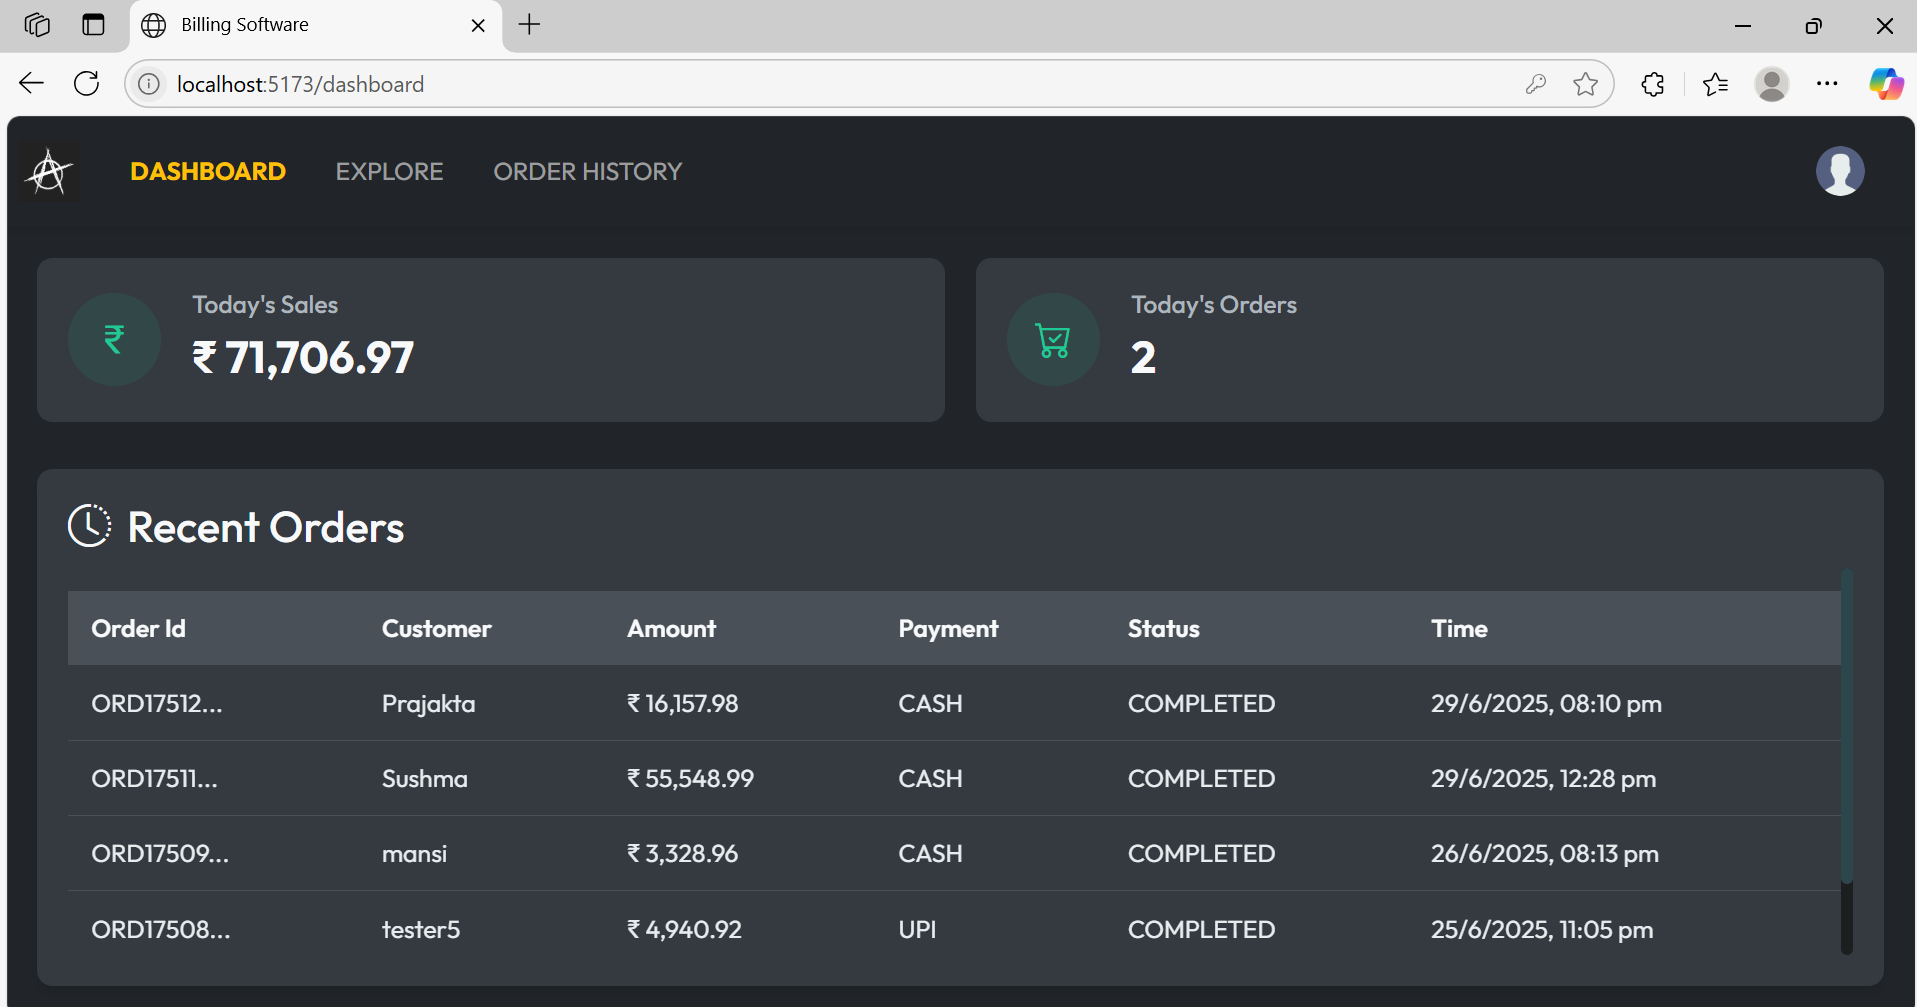 Billing Software
localhost:5173/dashboard
DASHBOARD EXPLORE ORDER HISTORY
Today's Sales
₹ 71,706.97
Today's Orders
2
Recent Orders
Order Id Customer Amount Payment Status Time
ORD17512... Prajakta ₹ 16,157.98 CASH COMPLETED 29/6/2025, 08:10 pm
ORD17511... Sushma ₹ 55,548.99 CASH COMPLETED 29/6/2025, 12:28 pm
ORD17509... mansi ₹ 3,328.96 CASH COMPLETED 26/6/2025, 08:13 pm
ORD17508... tester5 ₹ 4,940.92 UPI COMPLETED 25/6/2025, 11:05 pm